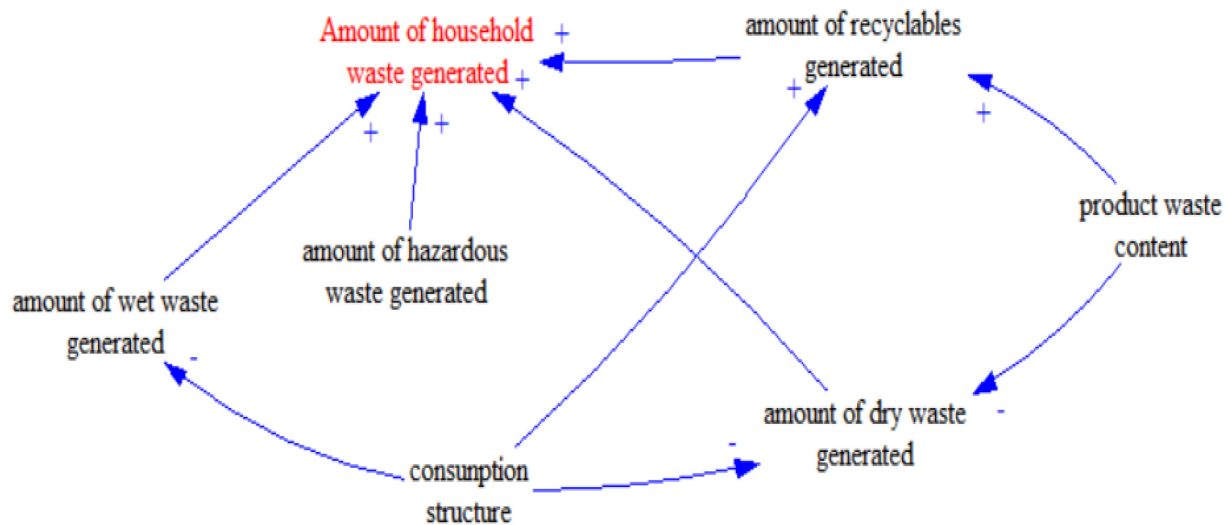 Amount of household
waste generated
+
+
+
+
amount of recyclables
generated
+
+
product waste
content
amount of hazardous
waste generated
amount of wet waste
generated
-
-
-
amount of dry waste
generated
consunption
structure